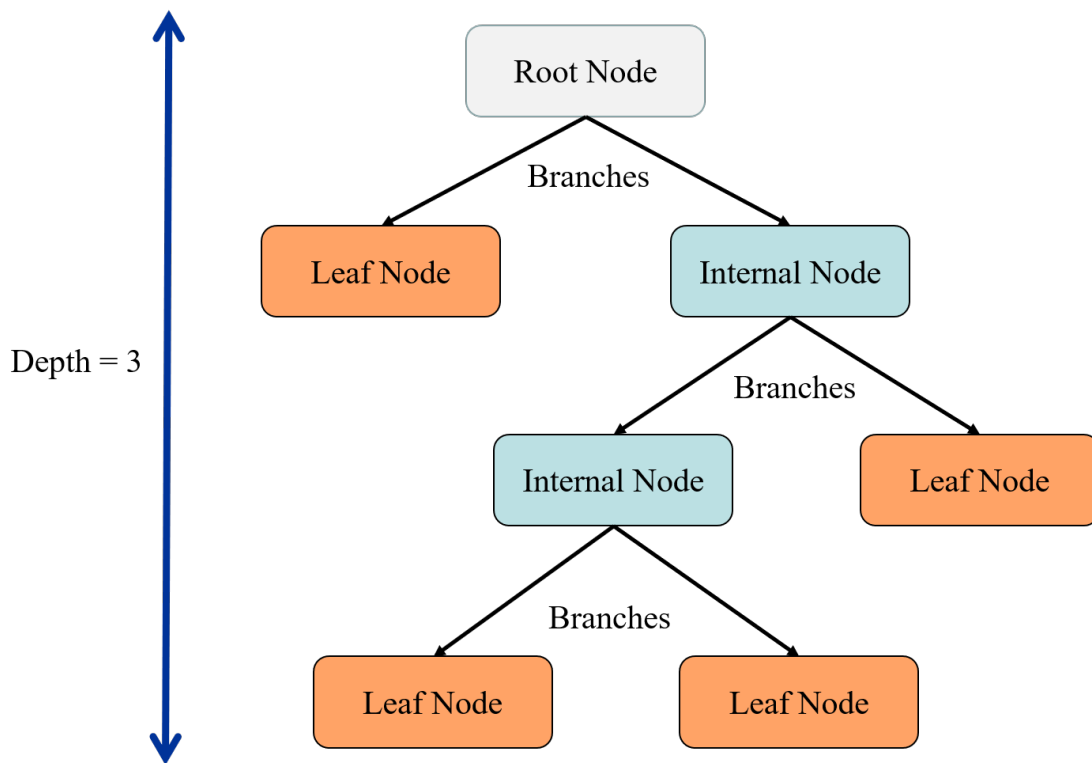 Root Node
Branches
Leaf Node
Internal Node
Depth = 3
Branches
Internal Node
Leaf Node
Branches
Leaf Node
Leaf Node